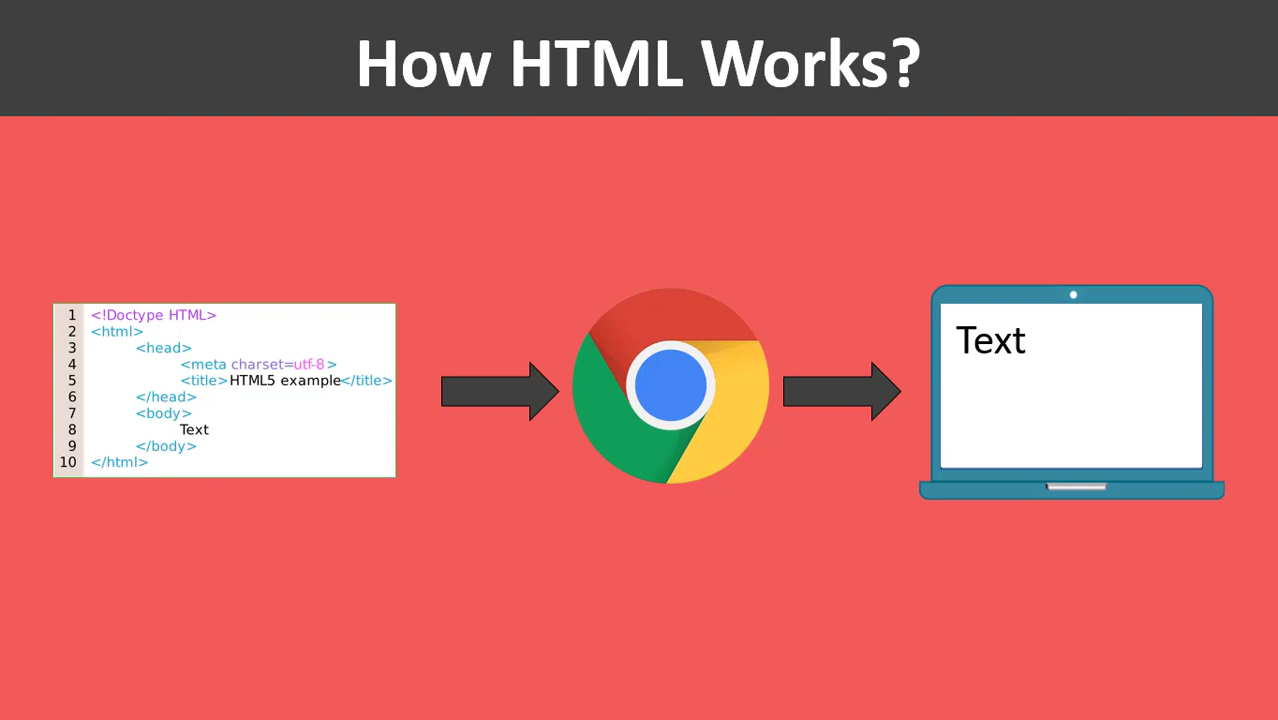 How HTML Works?
1 <!Doctype HTML>
2 <html>
3 <head>
4 <meta charset=utf-8>
5 <title>HTML5 example</title>
6 </head>
7 <body>
8 Text
9 </body>
10 </html>
Text